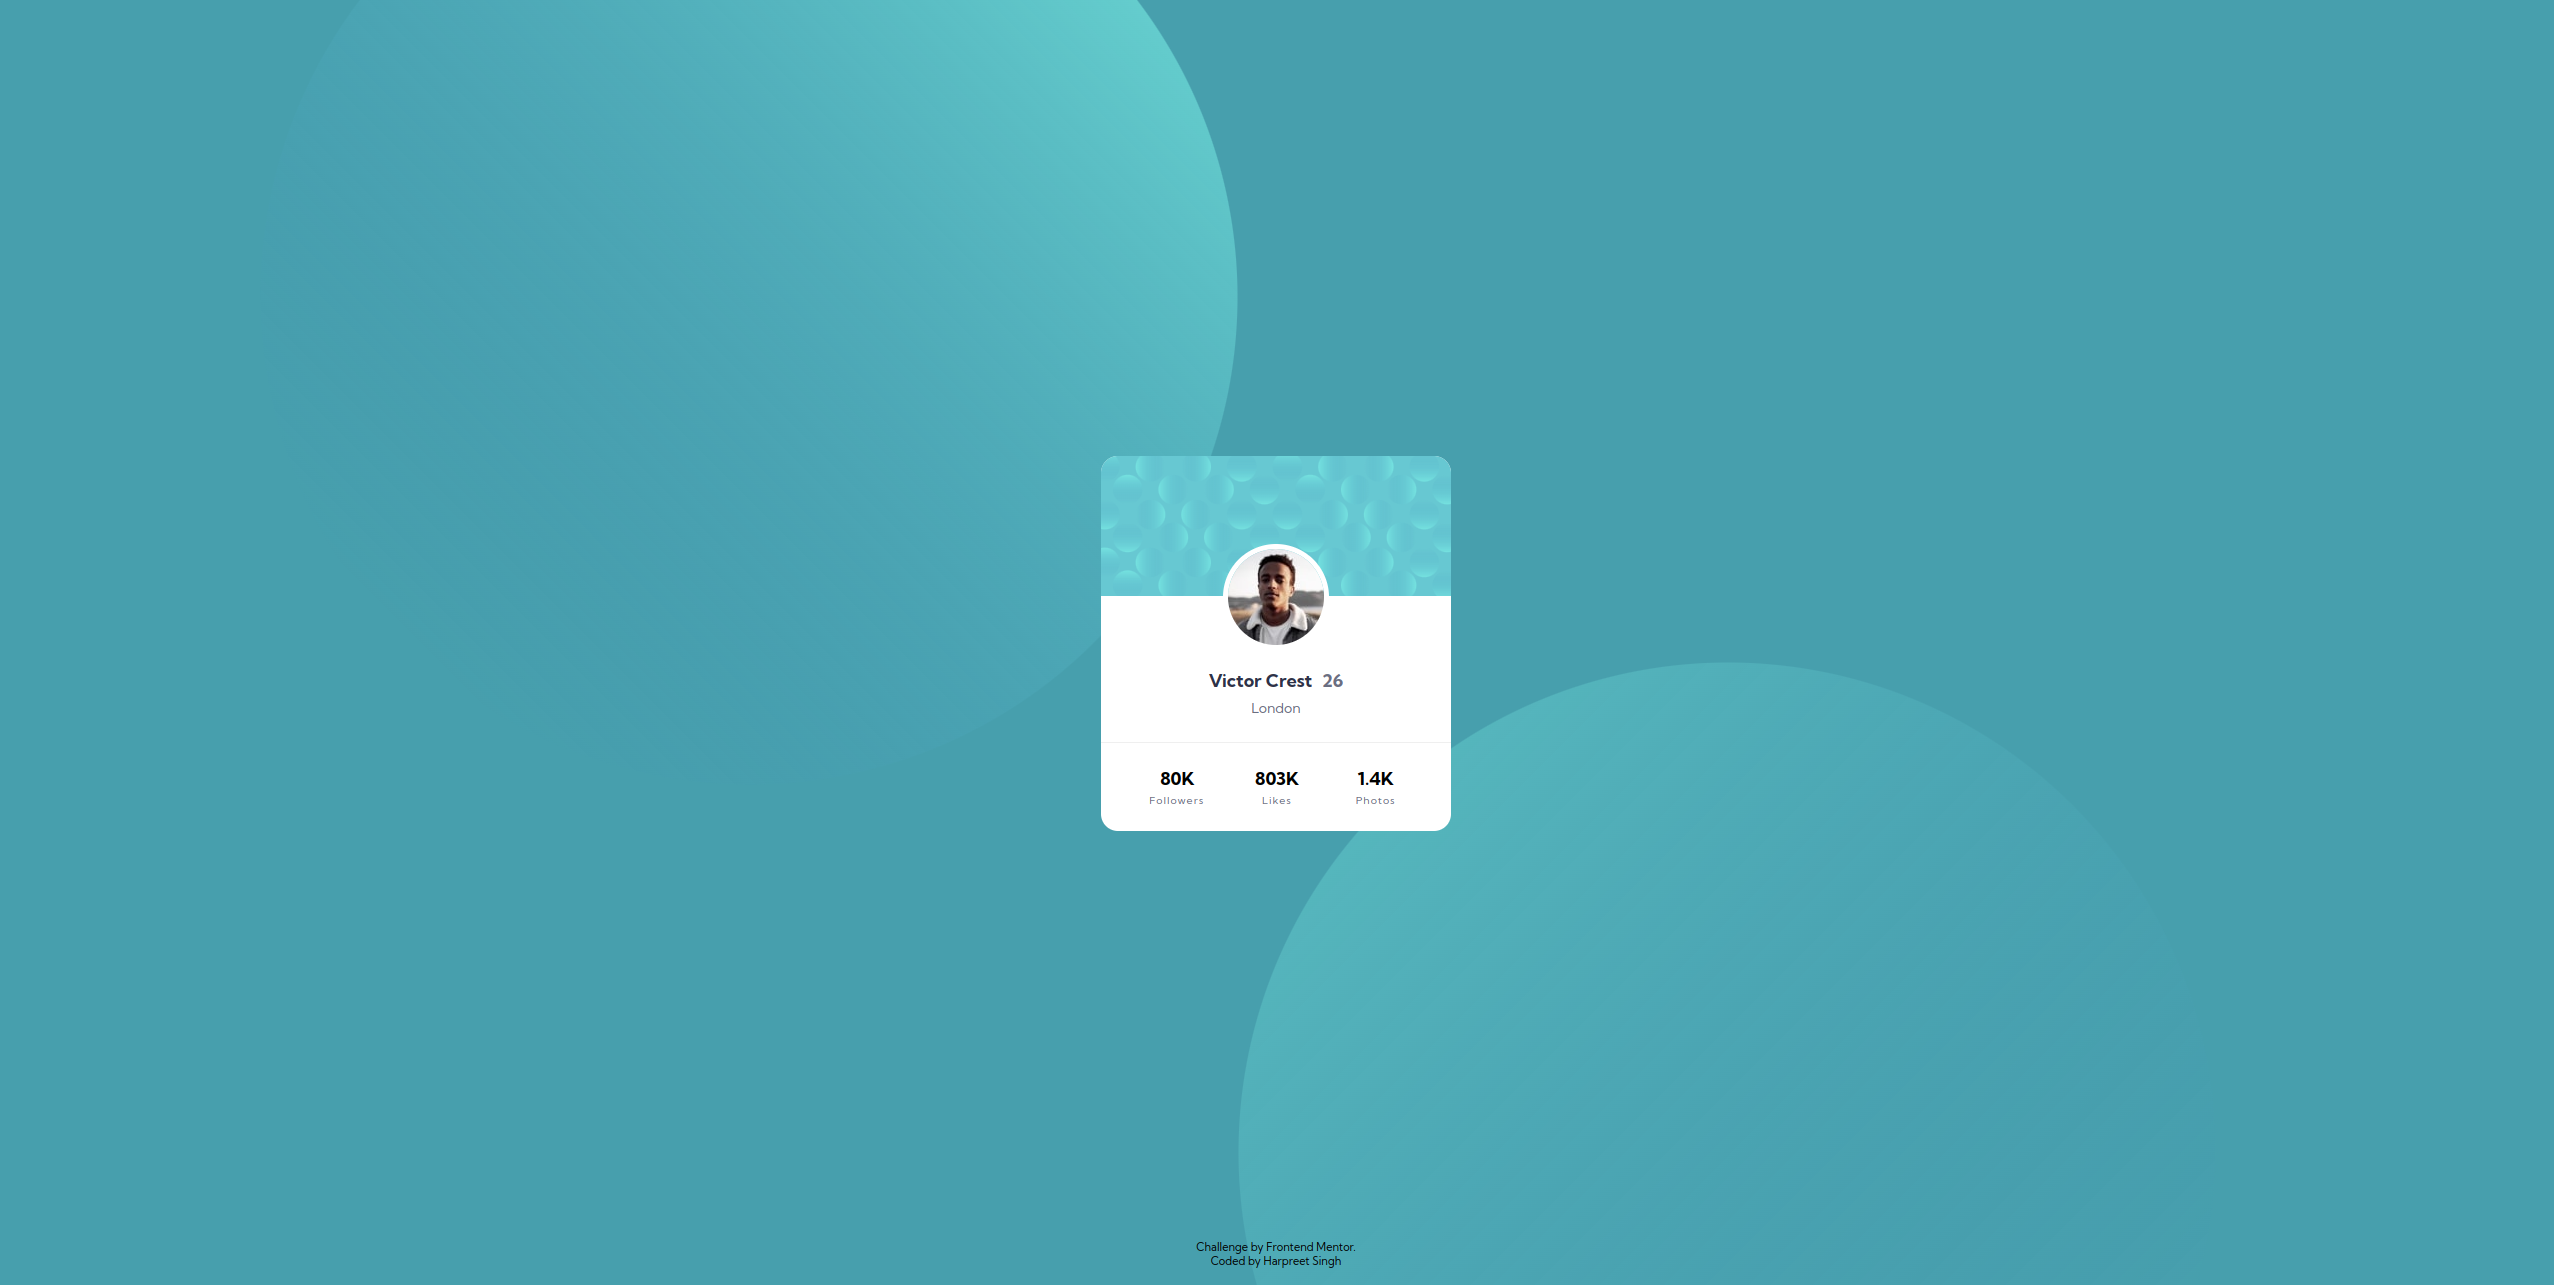 Victor Crest 26
London
80K 803K 1.4K
Followers Likes Photos
Challenge by Frontend Mentor.
Coded by Harpreet Singh